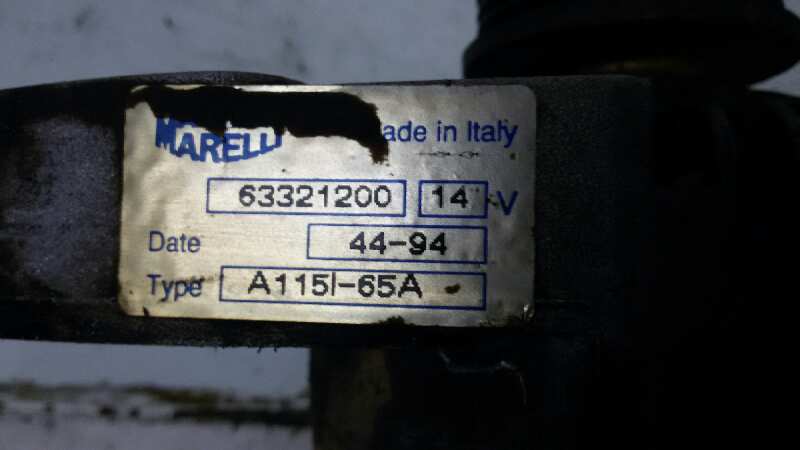 MARELLI ade in Italy
63321200 14 V
Date 44-94
Type A115I-65A